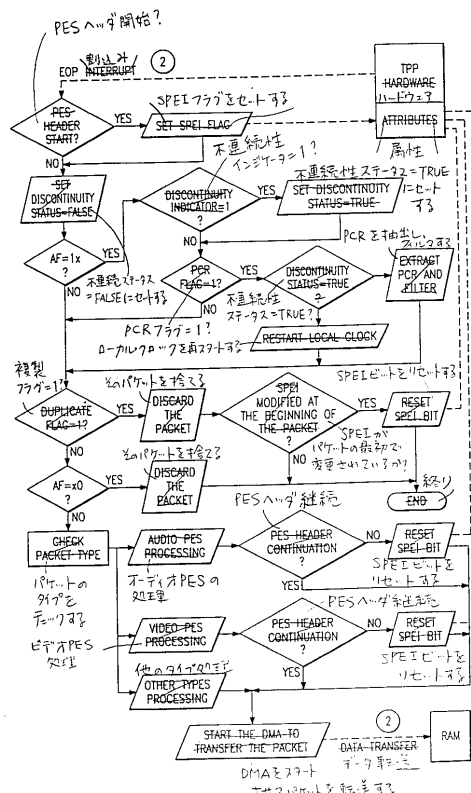 PESヘッダ開始?
割込み
EOP INTERRUPT
2
TPP
HARDWARE
ハードウェア
ATTRIBUTES
属性
PES
HEADER
START?
YES
SPEIフラグをセットする
SET SPEI FLAG
NO
不連続性
インジケータ=1?
SET
DISCONTINUITY
STATUS=FALSE
DISCONTINUITY
INDICATOR=1
?
YES
不連続性ステータス=TRUE
にセット
する
SET DISCONTINUITY
STATUS=TRUE
NO
AF=1x
?
YES
NO
不連続ステータス
=FALSEにセットする
PCR
FLAG=1?
YES
NO
DISCONTINUITY
STATUS=TRUE
?
PCRを抽出し、
フィルタする
EXTRACT
PCR AND
FILTER
不連続性
ステータス=TRUE?
PCRフラグ=1?
ローカルクロックを再スタートする
RESTART LOCAL CLOCK
複製
フラグ=1?
DUPLICATE
FLAG=1?
YES
そのパケットを捨てる
DISCARD
THE
PACKET
SPEI
MODIFIED AT
THE BEGINNING OF
THE PACKET
?
YES
SPEIビットをリセットする
RESET
SPEI BIT
SPEIが
パケットの最初で
変更されているか?
NO
NO
AF=x0
?
YES
そのパケットを捨てる
DISCARD
THE
PACKET
終り
END
NO
CHECK
PACKET TYPE
パケットの
タイプを
チェックする
AUDIO PES
PROCESSING
オーディオPESの
処理
PESヘッダ継続
PES HEADER
CONTINUATION
?
NO
RESET
SPEI BIT
SPEIビットを
リセットする
YES
VIDEO PES
PROCESSING
ビデオPES
処理
PESヘッダ継続
PES HEADER
CONTINUATION
?
NO
RESET
SPEI BIT
SPEIビットを
リセットする
YES
他のタイプ処理
OTHER TYPES
PROCESSING
START THE DMA TO
TRANSFER THE PACKET
2
DATA TRANSFER
データ転送
RAM
DMAをスタート
させてパケットを転送する